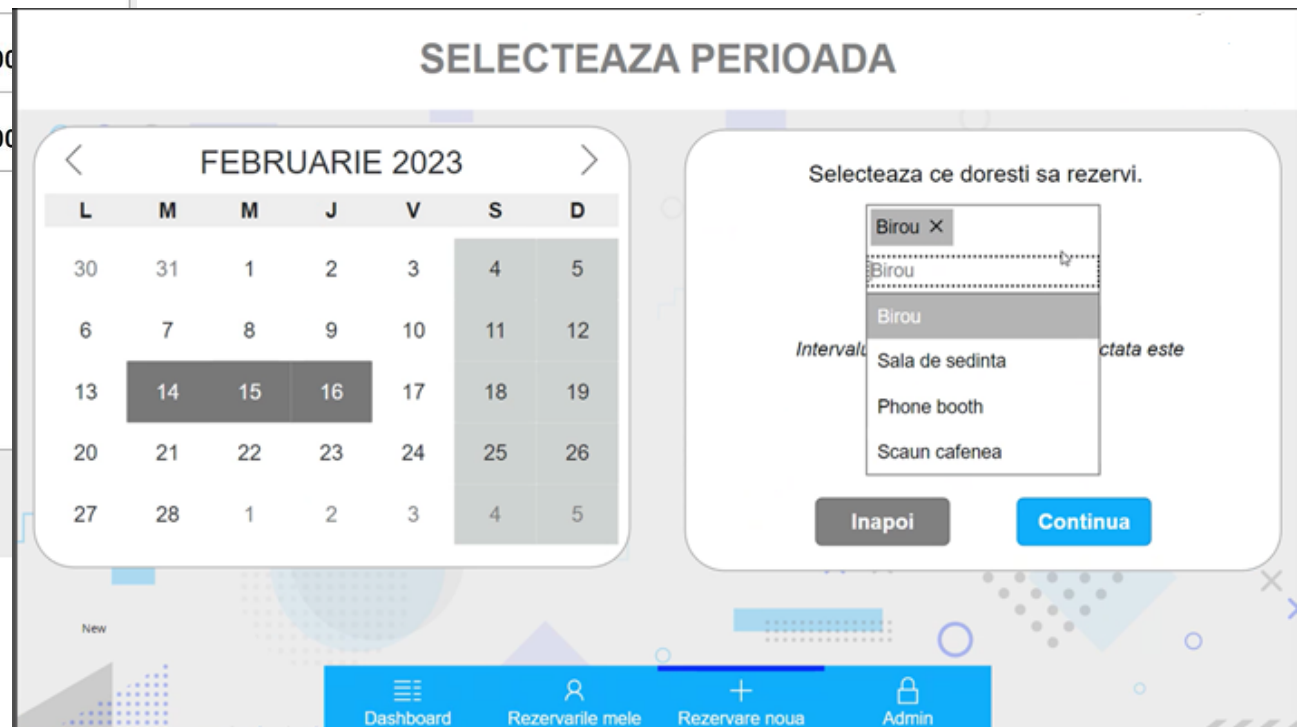 SELECTEAZA PERIOADA
FEBRUARIE 2023
L M M J V S D
30 31 1 2 3 4 5
6 7 8 9 10 11 12
13 14 15 16 17 18 19
20 21 22 23 24 25 26
27 28 1 2 3 4 5
Selecteaza ce doresti sa rezervi.
Birou ×
Birou
Birou
Sala de sedinta
Phone booth
Scaun cafenea
ctata este
Inapoi Continua
New
Dashboard Rezervarile mele Rezervare noua Admin